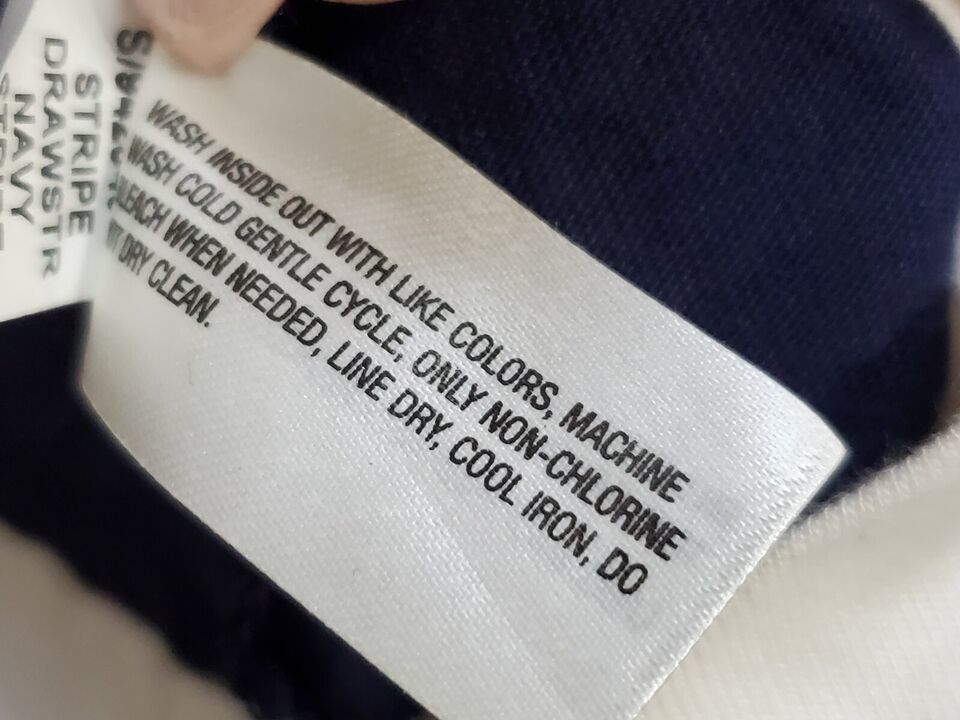 WASH INSIDE OUT WITH LIKE COLORS, MACHINE
WASH COLD GENTLE CYCLE, ONLY NON-CHLORINE
BLEACH WHEN NEEDED, LINE DRY, COOL IRON, DO
DRY CLEAN.
STRIPE
DRAWSTR
NAVY